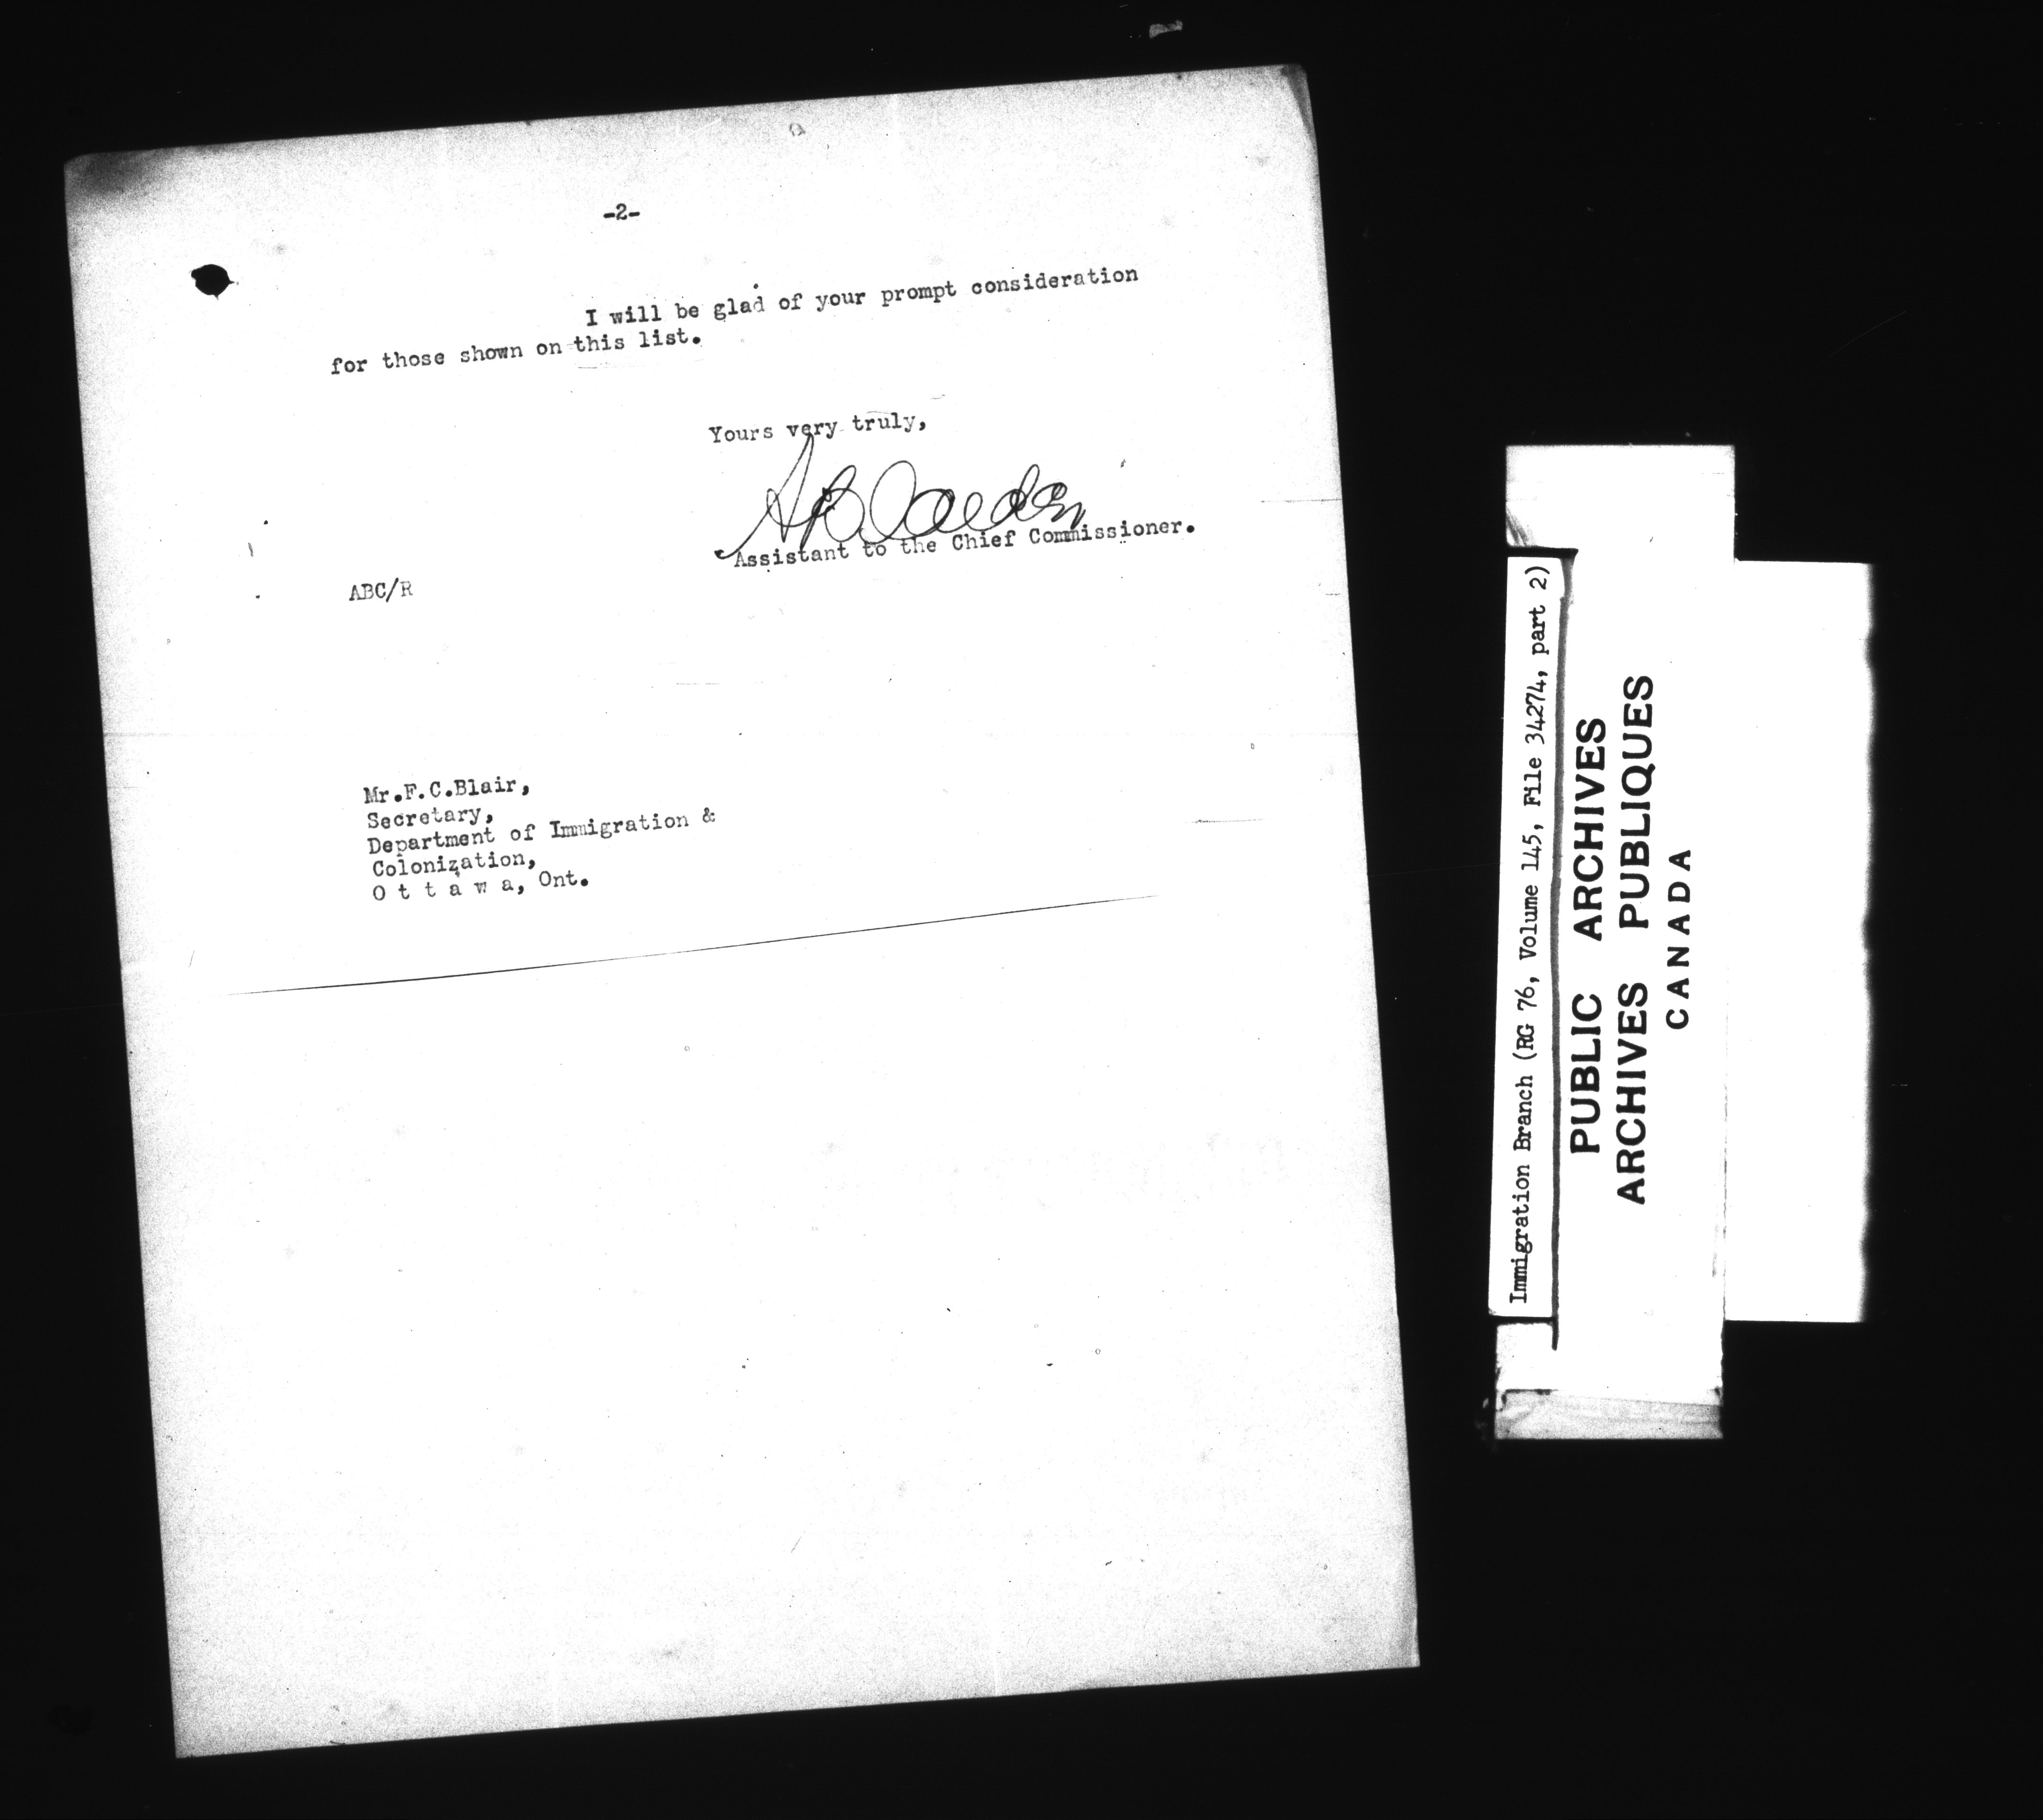 -2-
I will be glad of your prompt consideration
for those shown on this list.
Yours very truly,
Assistant to the Chief Commissioner.
ABC/R
Mr.F.C.Blair,
Secretary,
Department of Immigration &
Colonization,
O t t a w a, Ont.
Immigration Branch (RG 76, Volume 145, File 34274, part 2)
PUBLIC ARCHIVES
ARCHIVES PUBLIQUES
CANADA